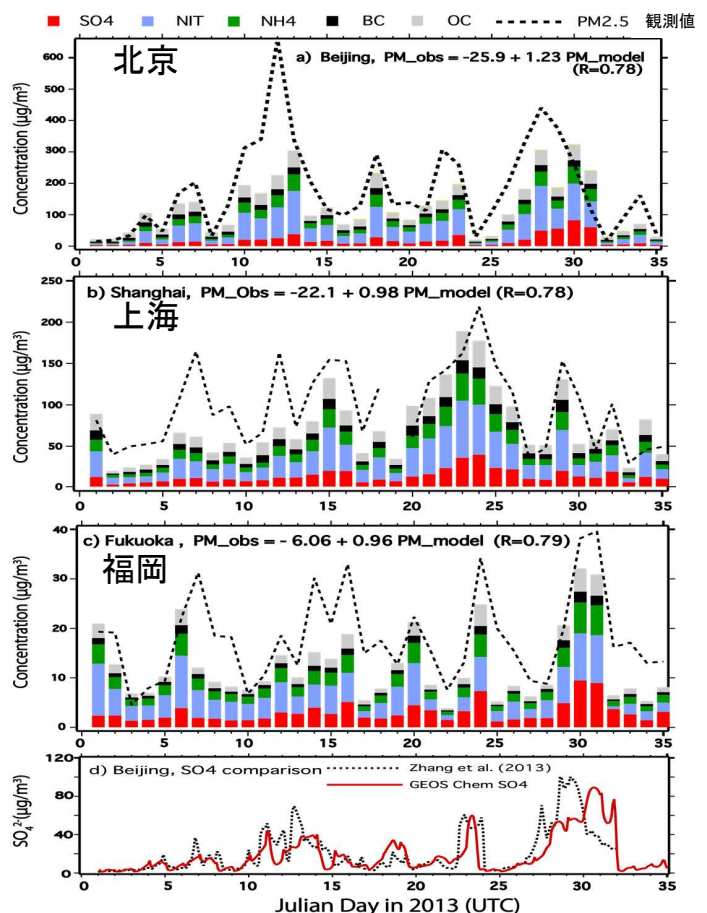 SO4 NIT NH4 BC OC PM2.5 観測値
北京
a) Beijing, PM_obs = -25.9 + 1.23 PM_model
(R=0.78)
Concentration (µg/m³)
600
500
400
300
200
100
0
0 5 10 15 20 25 30 35
b) Shanghai, PM_Obs = -22.1 + 0.98 PM_model (R=0.78)
上海
Concentration (µg/m³)
250
200
150
100
50
0
0 5 10 15 20 25 30 35
c) Fukuoka , PM_obs = - 6.06 + 0.96 PM_model (R=0.79)
福岡
Concentration (µg/m³)
40
30
20
10
0
0 5 10 15 20 25 30 35
d) Beijing, SO4 comparison
Zhang et al. (2013)
GEOS Chem SO4
SO₄²⁻(µg/m³)
120
80
40
0
0 5 10 15 20 25 30 35
Julian Day in 2013 (UTC)